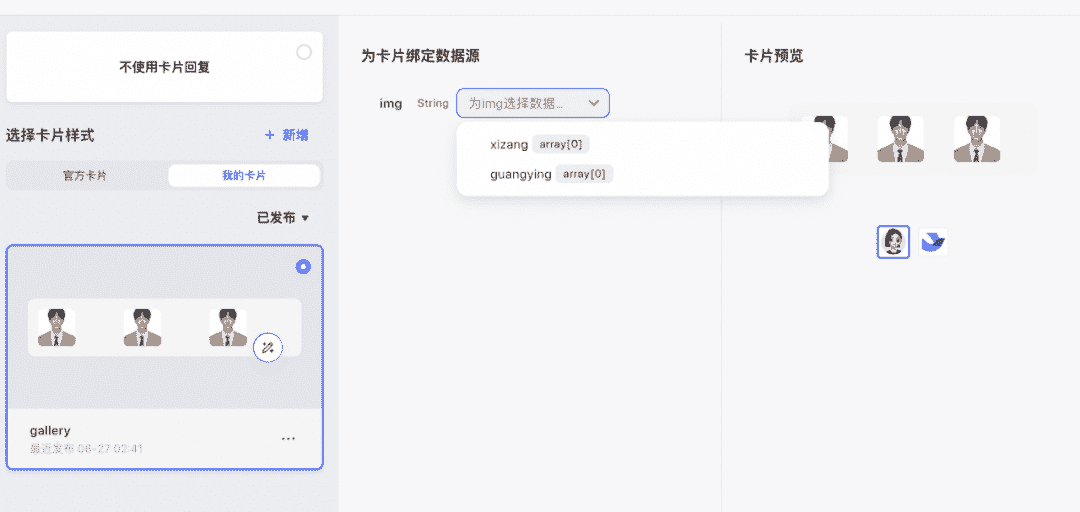 不使用卡片回复
选择卡片样式
+ 新增
官方卡片
我的卡片
已发布
gallery
最近发布 06-27 02:41
为卡片绑定数据源
img String 为img选择数据...
xizang array[0]
guangying array[0]
卡片预览